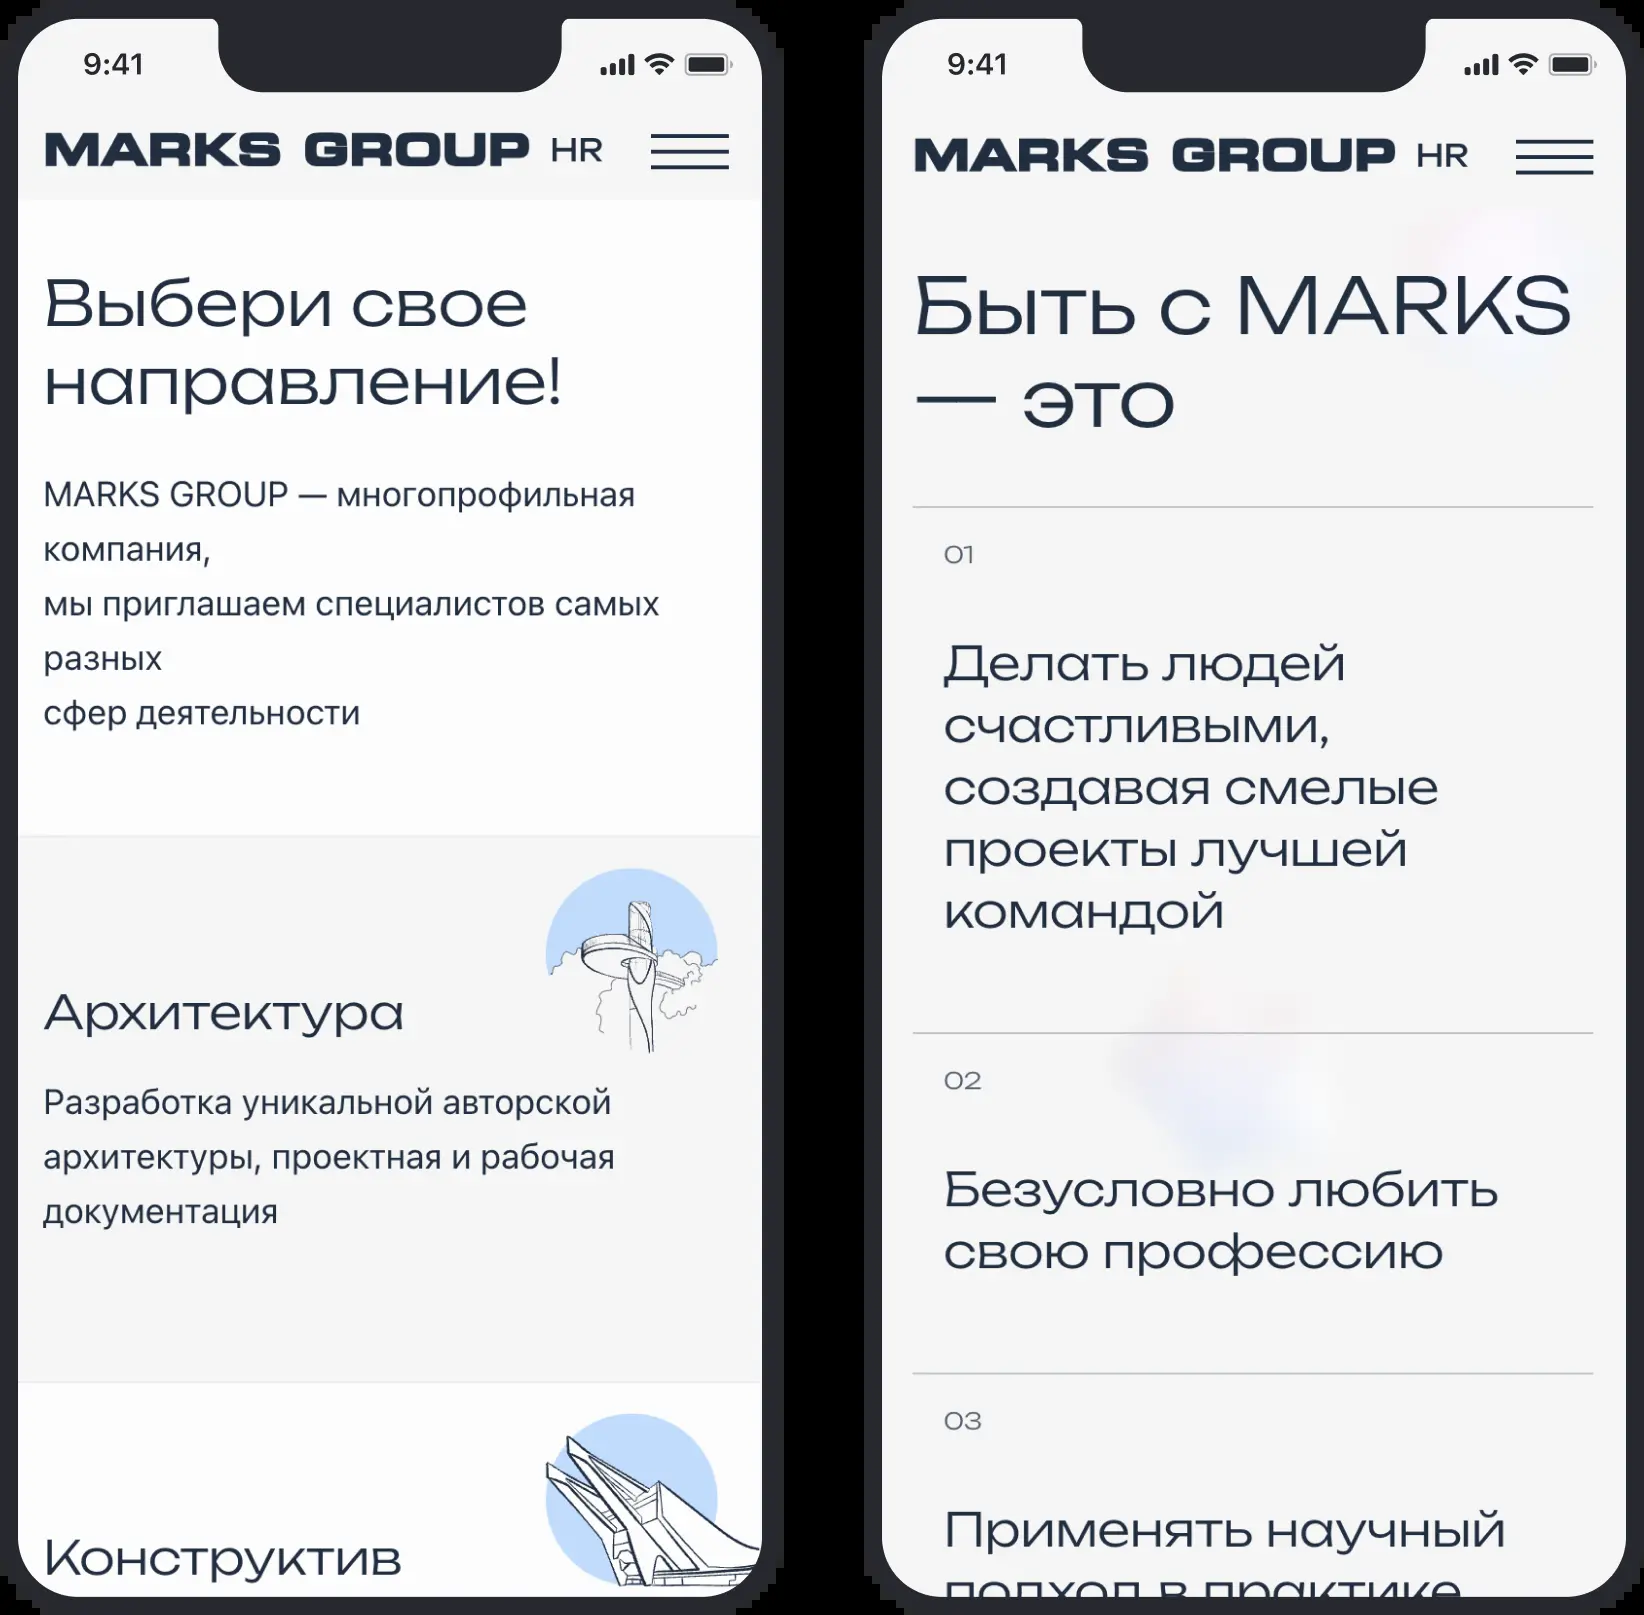 9:41
MARKS GROUP HR
Выбери свое
направление!
MARKS GROUP — многопрофильная
компания,
мы приглашаем специалистов самых
разных
сфер деятельности
Архитектура
Разработка уникальной авторской
архитектуры, проектная и рабочая
документация
Конструктив
9:41
MARKS GROUP HR
Быть с MARKS
— это
01
Делать людей
счастливыми,
создавая смелые
проекты лучшей
командой
02
Безусловно любить
свою профессию
03
Применять научный
подход в практике